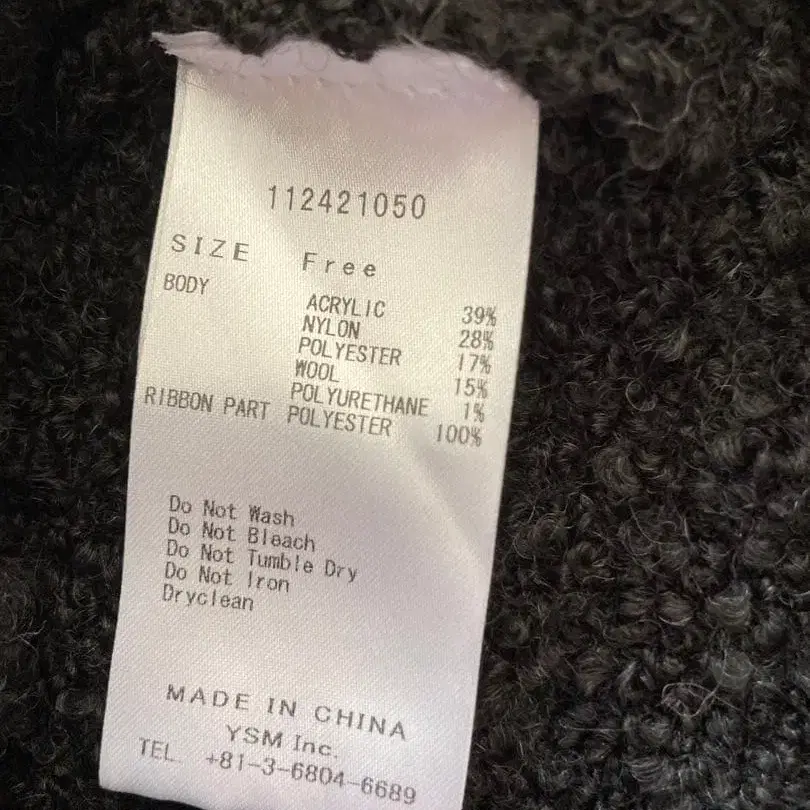 112421050
SIZE Free
BODY
ACRYLIC 39%
NYLON 28%
POLYESTER 17%
WOOL 15%
POLYURETHANE 1%
RIBBON PART POLYESTER 100%
Do Not Wash
Do Not Bleach
Do Not Tumble Dry
Do Not Iron
Dryclean
MADE IN CHINA
YSM Inc.
TEL +81-3-6804-6689